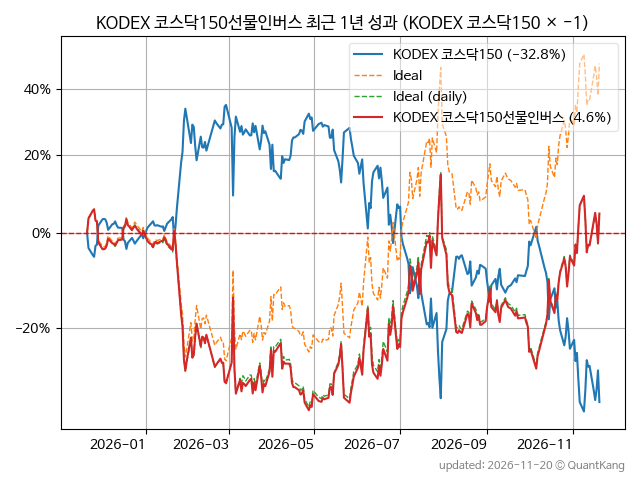 KODEX 코스닥150선물인버스 최근 1년 성과 (KODEX 코스닥150 × −1)
KODEX 코스닥150 (−32.8%)
Ideal
Ideal (daily)
KODEX 코스닥150선물인버스 (4.6%)
40%
20%
0%
−20%
2026-01
2026-03
2026-05
2026-07
2026-09
2026-11
updated: 2026-11-20 © QuantKang